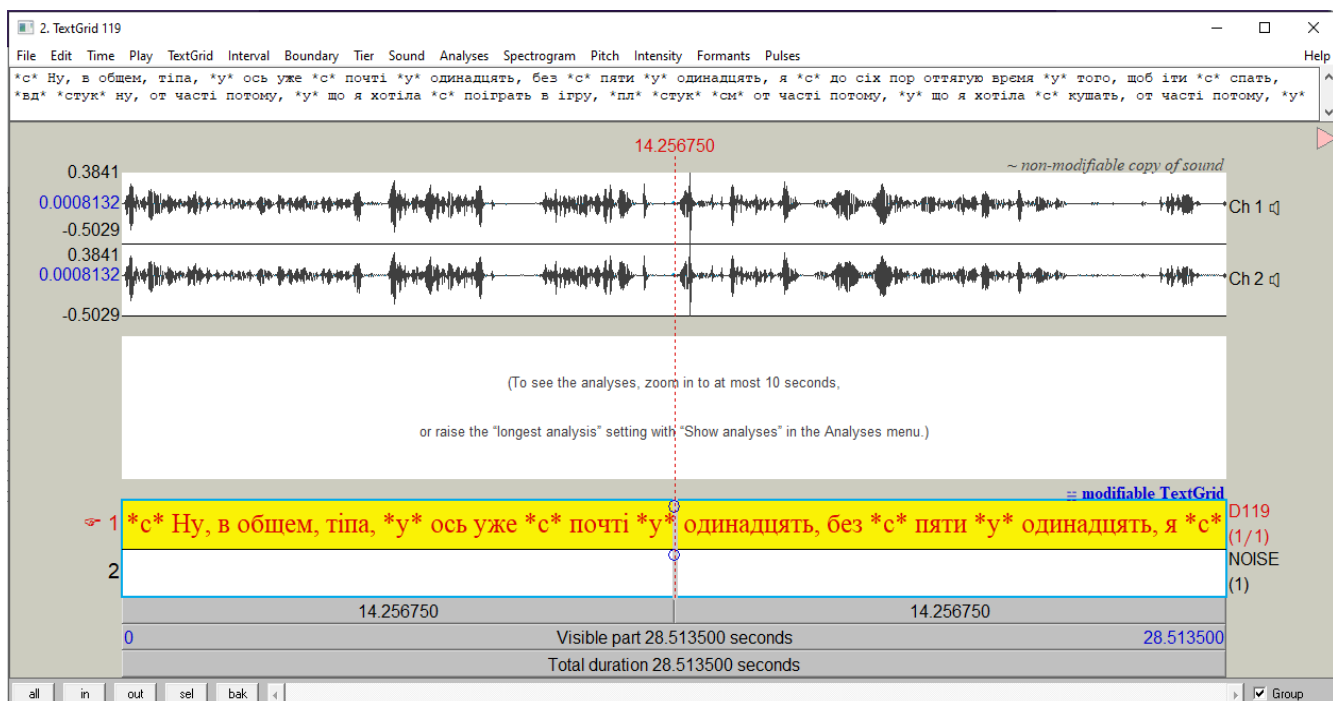 2. TextGrid 119
File Edit Time Play TextGrid Interval Boundary Tier Sound Analyses Spectrogram Pitch Intensity Formants Pulses Help
*с* Ну, в общем, тіпа, *у* ось уже *с* почті *у* одинадцять, без *с* пяти *у* одинадцять, я *с* до сіх пор оттягую врємя *у* того, щоб іти *с* спать,
*вд* *стук* ну, от часті потому, *у* що я хотіла *с* поіграть в ігру, *пл* *стук* *см* от часті потому, *у* що я хотіла *с* кушать, от часті потому, *у*
14.256750
~ non-modifiable copy of sound
0.3841
0.0008132
Ch 1
-0.5029
0.3841
0.0008132
Ch 2
-0.5029
(To see the analyses, zoom in to at most 10 seconds,
or raise the “longest analysis” setting with “Show analyses” in the Analyses menu.)
modifiable TextGrid
1 *с* Ну, в общем, тіпа, *у* ось уже *с* почті *у* одинадцять, без *с* пяти *у* одинадцять, я *с* D119
(1/1)
2 NOISE
(1)
14.256750 14.256750
0 Visible part 28.513500 seconds 28.513500
Total duration 28.513500 seconds
all in out sel bak Group